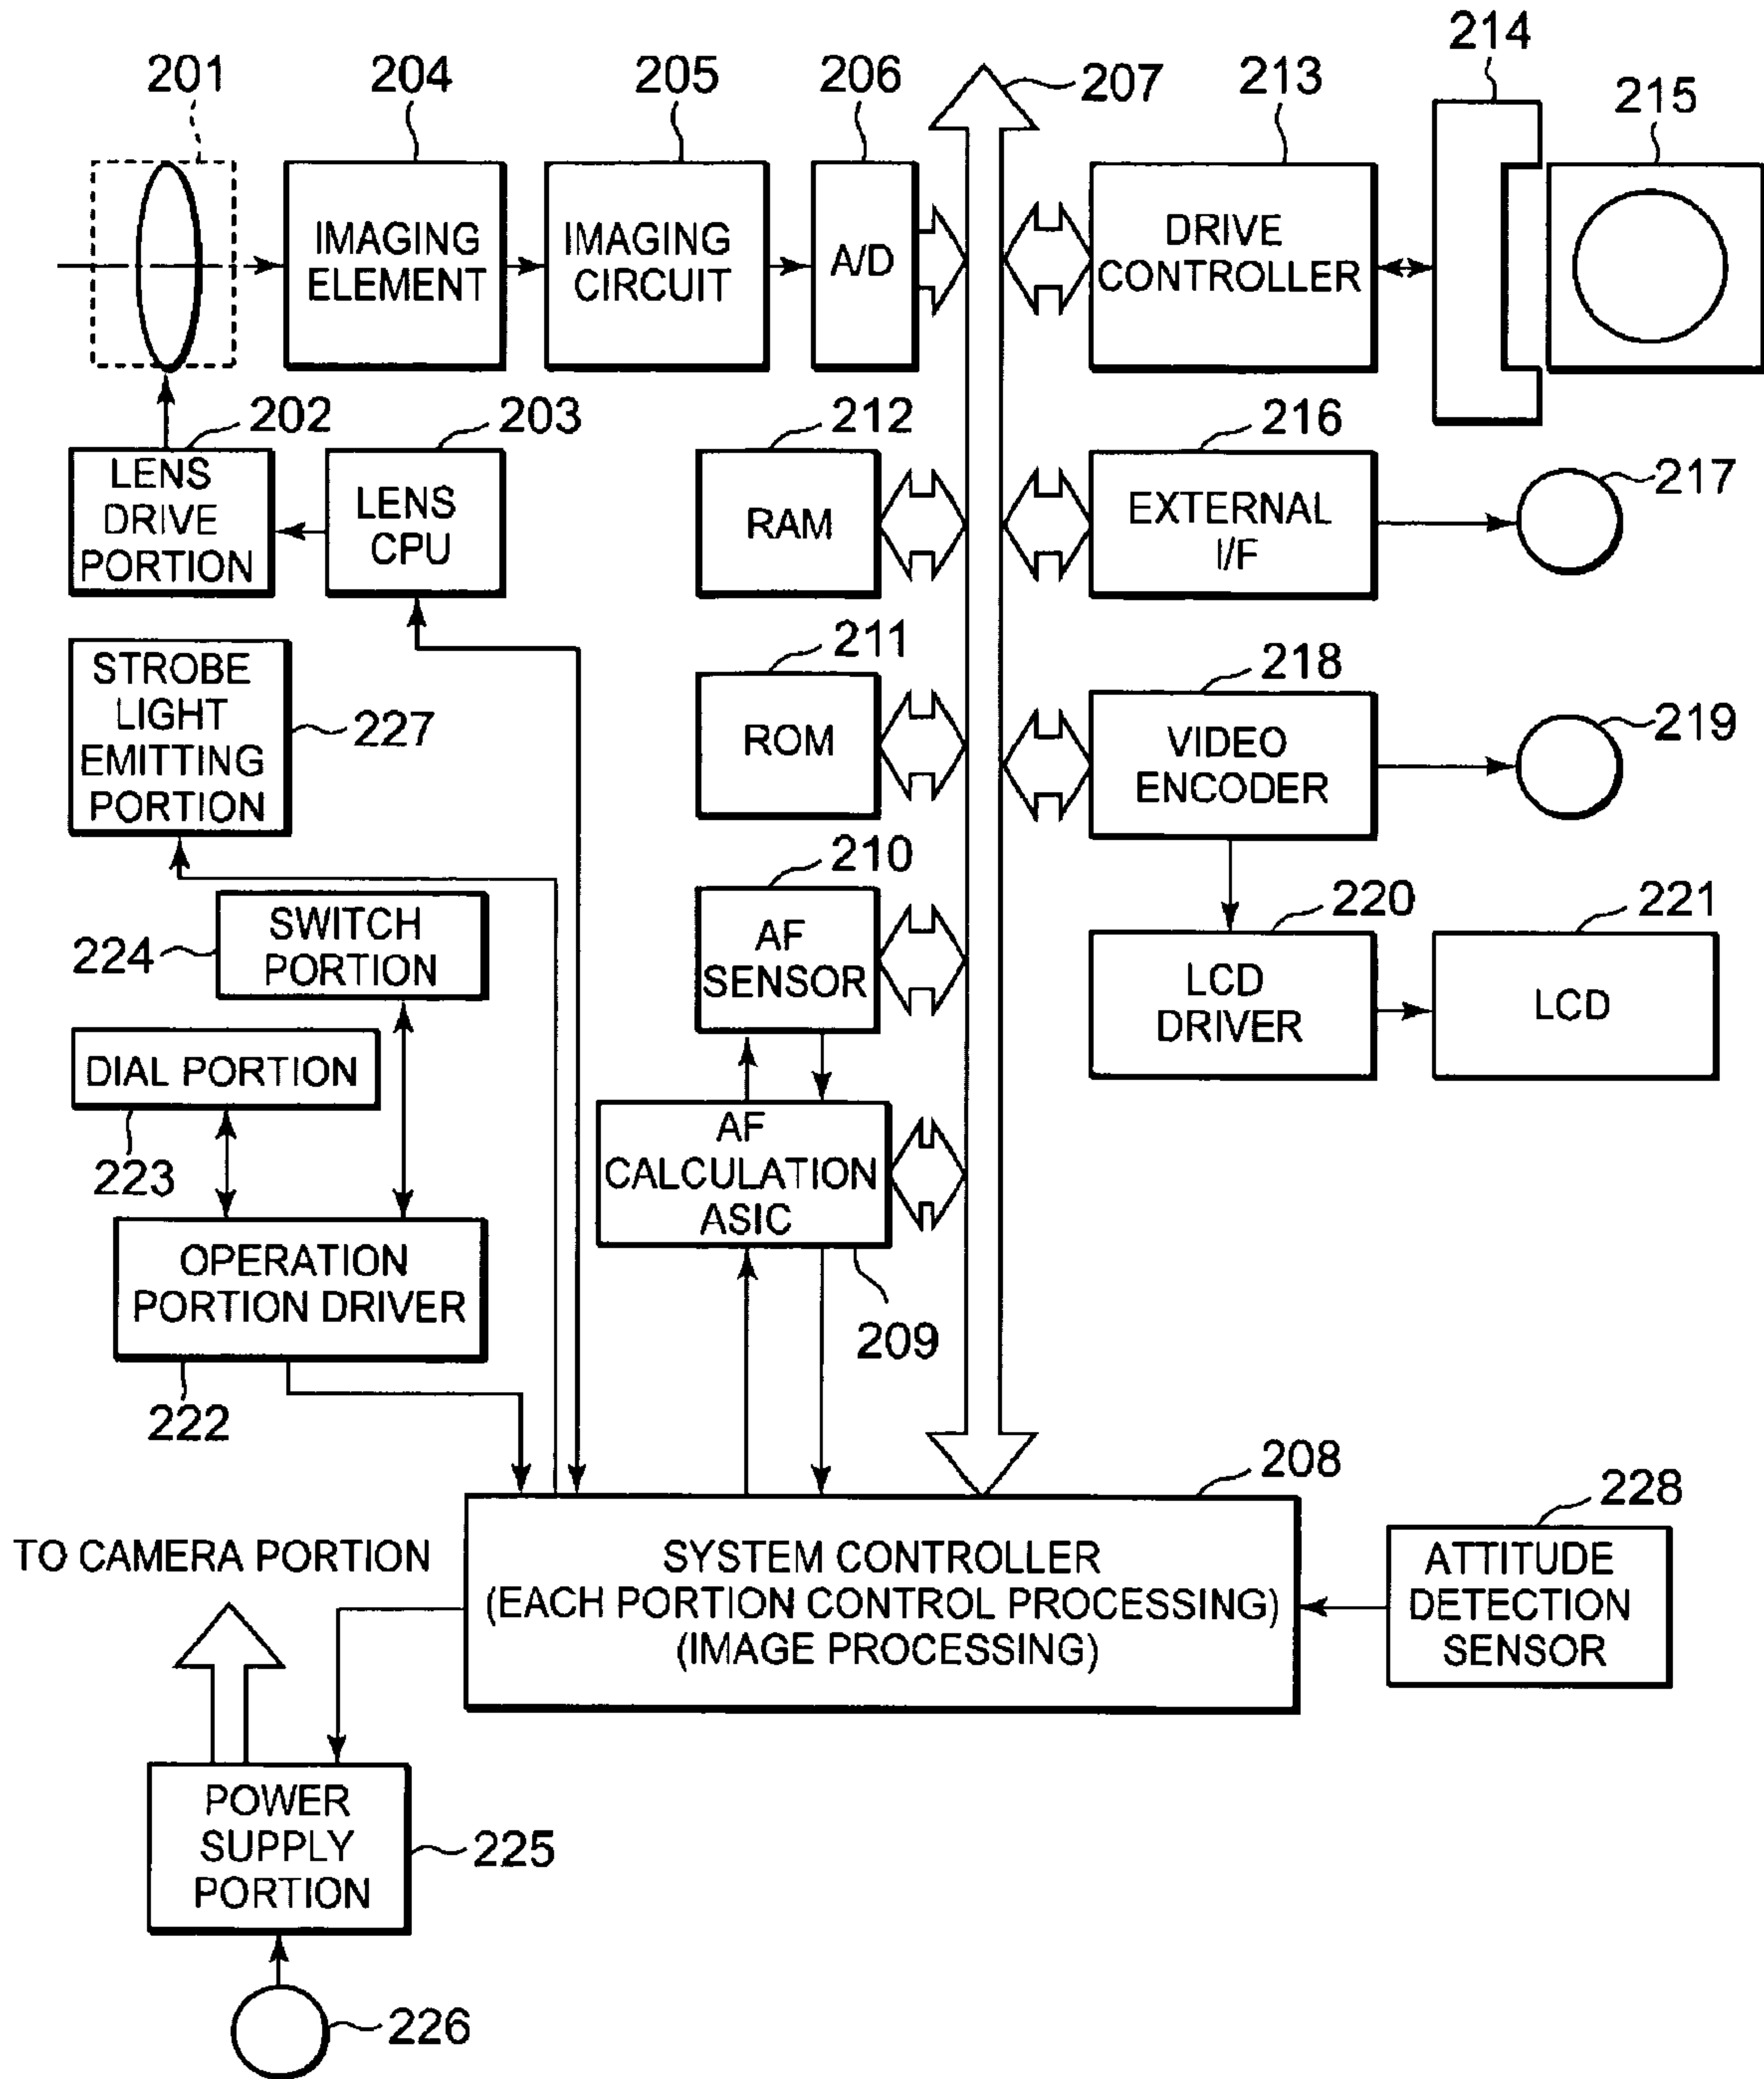 201
204
205
206
207
213
214
215
IMAGING
ELEMENT
IMAGING
CIRCUIT
A/D
DRIVE
CONTROLLER
202
203
212
216
217
LENS
DRIVE
PORTION
LENS
CPU
RAM
EXTERNAL
I/F
STROBE
LIGHT
EMITTING
PORTION
227
211
ROM
218
VIDEO
ENCODER
219
210
AF
SENSOR
220
LCD
DRIVER
221
LCD
224
SWITCH
PORTION
DIAL PORTION
223
AF
CALCULATION
ASIC
209
OPERATION
PORTION DRIVER
222
208
228
TO CAMERA PORTION
SYSTEM CONTROLLER
(EACH PORTION CONTROL PROCESSING)
(IMAGE PROCESSING)
ATTITUDE
DETECTION
SENSOR
POWER
SUPPLY
PORTION
225
226